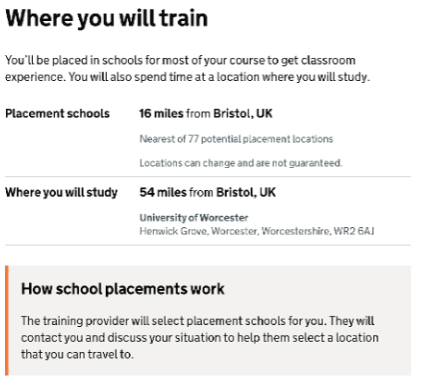 Where you will train
You'll be placed in schools for most of your course to get classroom
experience. You will also spend time at a location where you will study.
Placement schools 16 miles from Bristol, UK
Nearest of 77 potential placement locations
Locations can change and are not guaranteed.
Where you will study 54 miles from Bristol, UK
University of Worcester
Henwick Grove, Worcester, Worcestershire, WR2 6AJ
How school placements work
The training provider will select placement schools for you. They will
contact you and discuss your situation to help them select a location
that you can travel to.